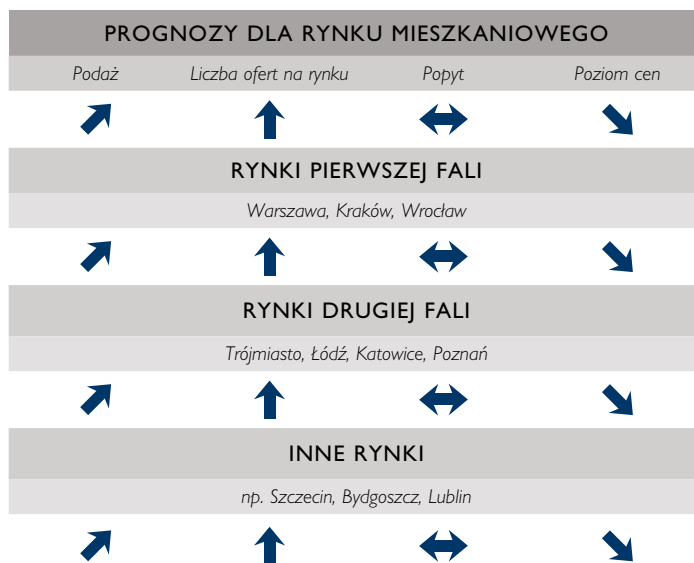 PROGNOZY DLA RYNKU MIESZKANIOWEGO
Podaż Liczba ofert na rynku Popyt Poziom cen
RYNKI PIERWSZEJ FALI
Warszawa, Kraków, Wrocław
RYNKI DRUGIEJ FALI
Trójmiasto, Łódź, Katowice, Poznań
INNE RYNKI
np. Szczecin, Bydgoszcz, Lublin